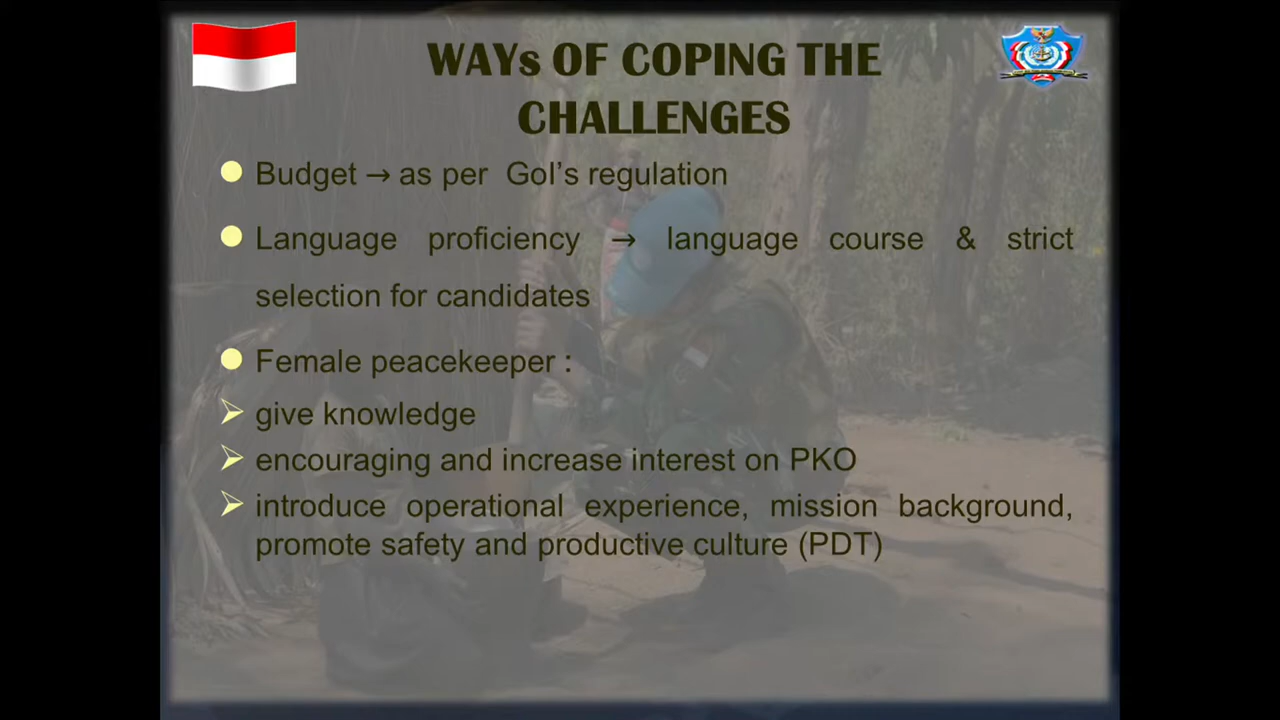 WAYs OF COPING THE
CHALLENGES
Budget → as per GoI's regulation
Language proficiency → language course & strict
selection for candidates
Female peacekeeper :
give knowledge
encouraging and increase interest on PKO
introduce operational experience, mission background,
promote safety and productive culture (PDT)